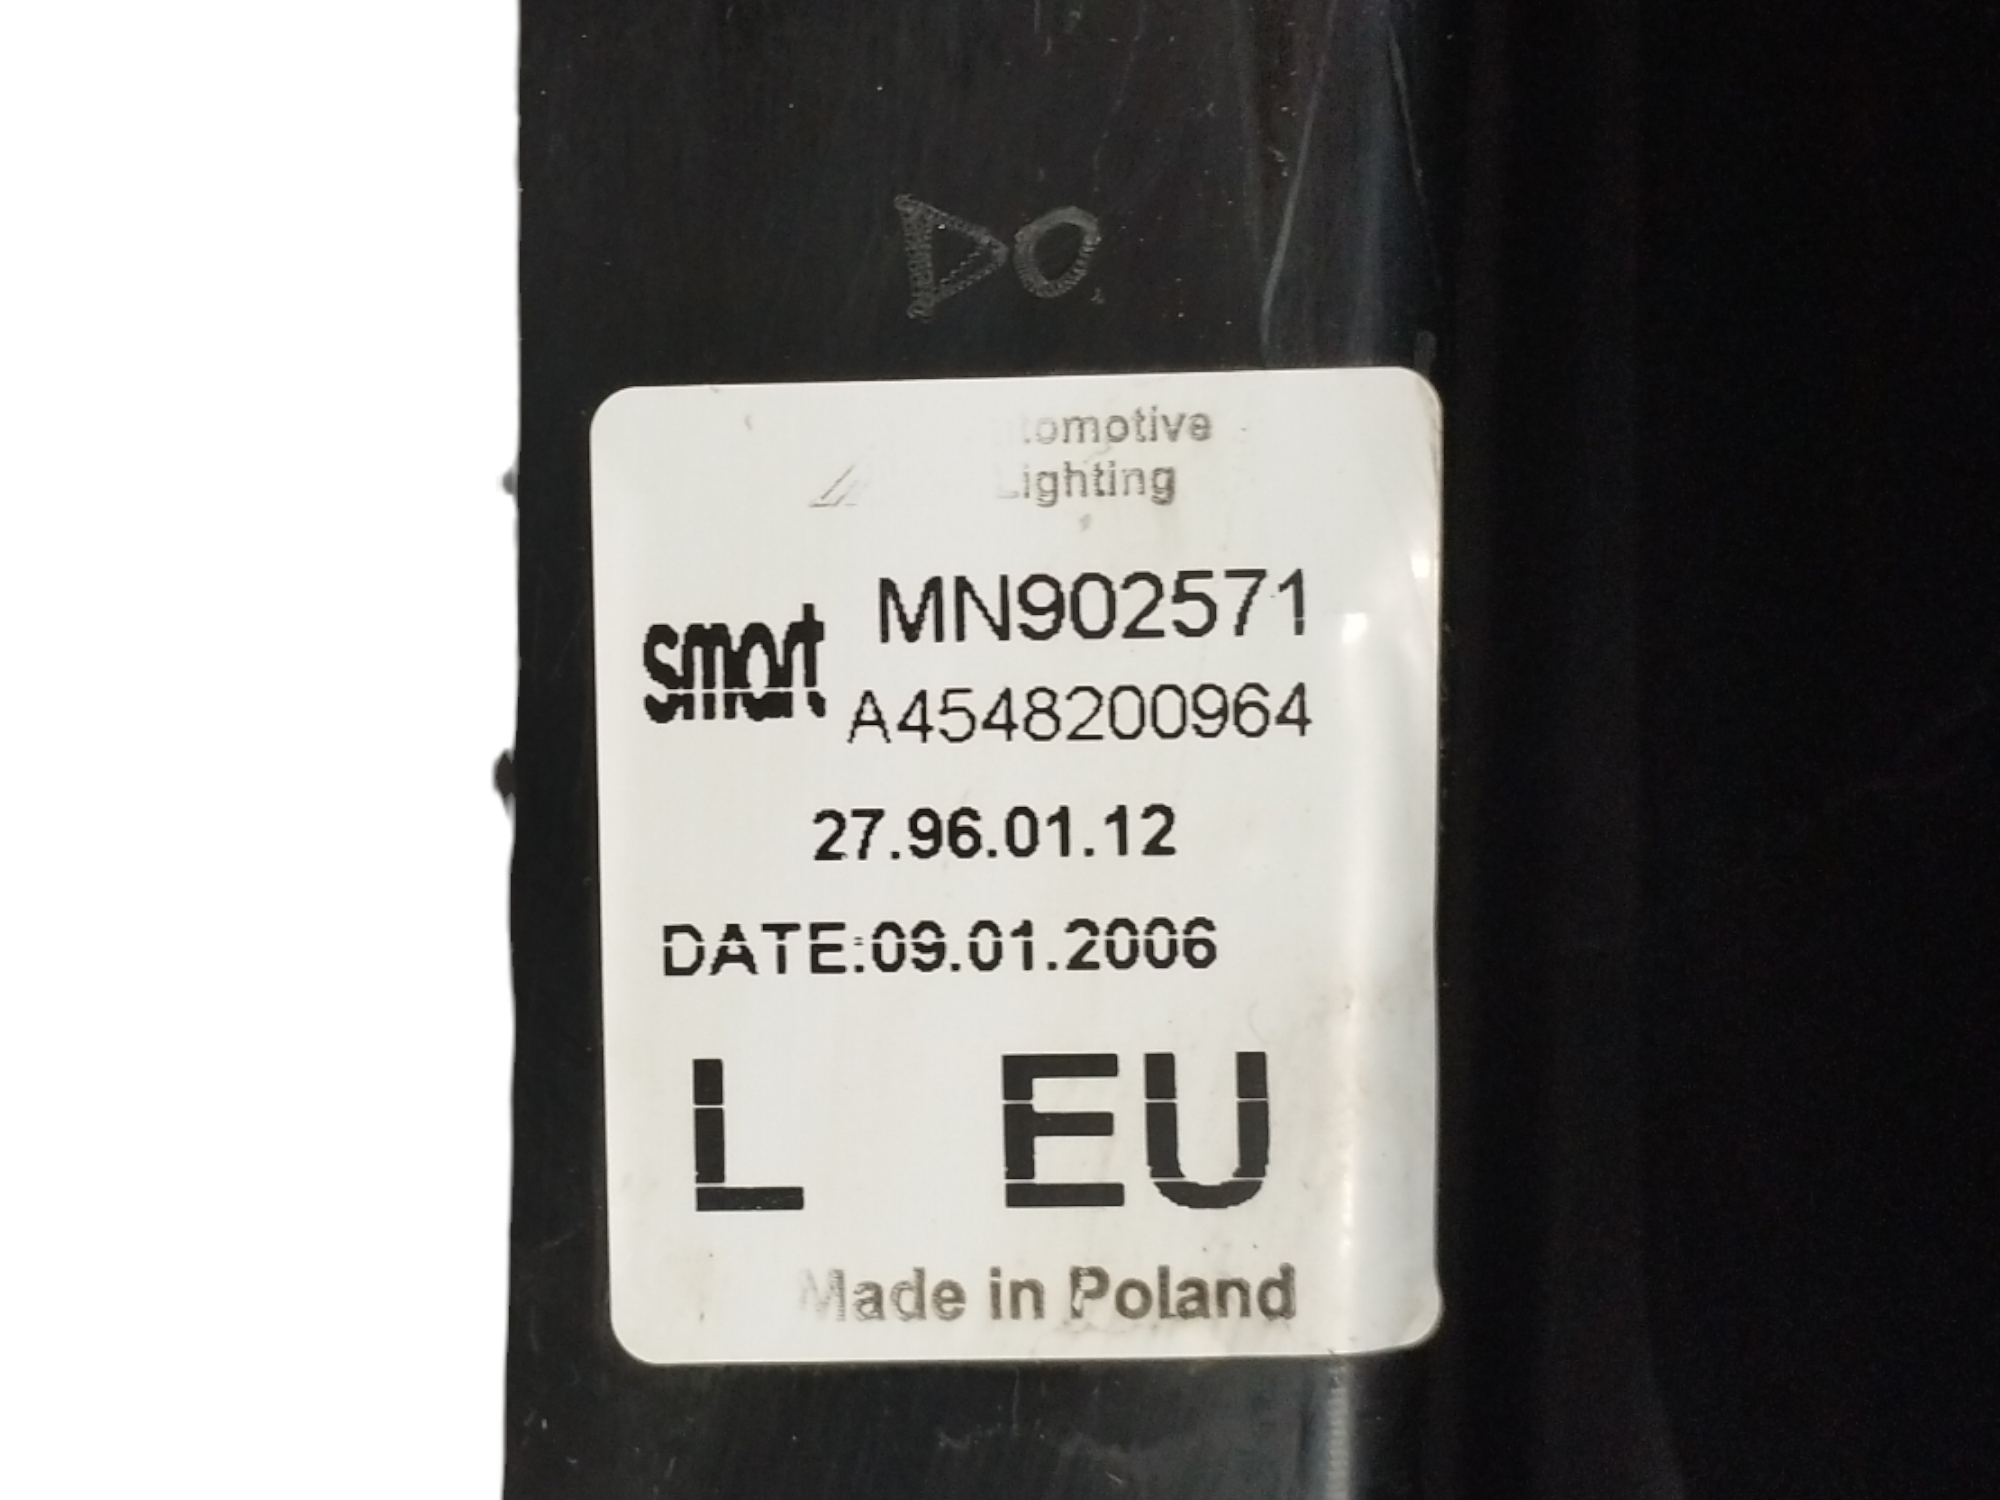 DO
tomotive
Lighting
MN902571
smart
A4548200964
27.96.01.12
DATE:09.01.2006
L EU
Made in Poland